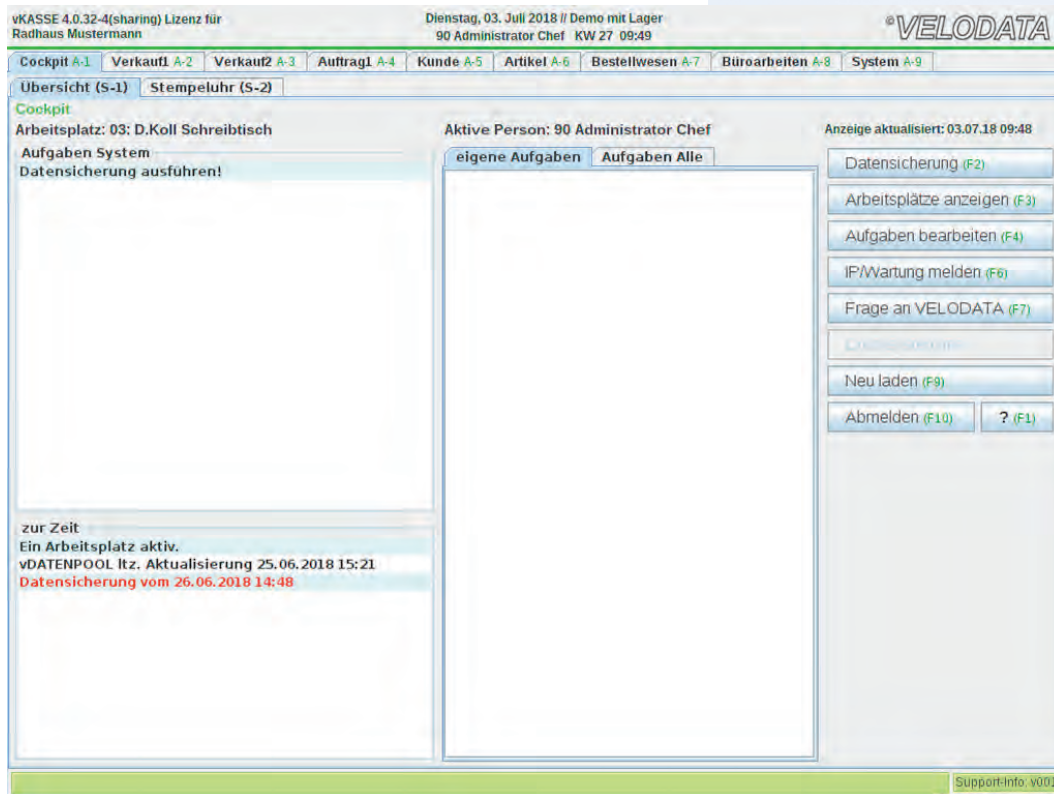 vKASSE 4.0.32-4(sharing) Lizenz für
Radhaus Mustermann
Dienstag, 03. Juli 2018 // Demo mit Lager
90 Administrator Chef KW 27 09:49
©VELODATA
Cockpit A-1 Verkauf1 A-2 Verkauf2 A-3 Auftrag1 A-4 Kunde A-5 Artikel A-6 Bestellwesen A-7 Büroarbeiten A-8 System A-9
Übersicht (S-1) Stempeluhr (S-2)
Cockpit
Arbeitsplatz: 03: D.Koll Schreibtisch
Aktive Person: 90 Administrator Chef
Anzeige aktualisiert: 03.07.18 09:48
Aufgaben System
Datensicherung ausführen!
eigene Aufgaben Aufgaben Alle
Datensicherung (F2)
Arbeitsplätze anzeigen (F3)
Aufgaben bearbeiten (F4)
IP/Wartung melden (F6)
Frage an VELODATA (F7)
Neu laden (F9)
Abmelden (F10) ? (F1)
zur Zeit
Ein Arbeitsplatz aktiv.
vDATENPOOL ltz. Aktualisierung 25.06.2018 15:21
Datensicherung vom 26.06.2018 14:48
Support-Info: v001